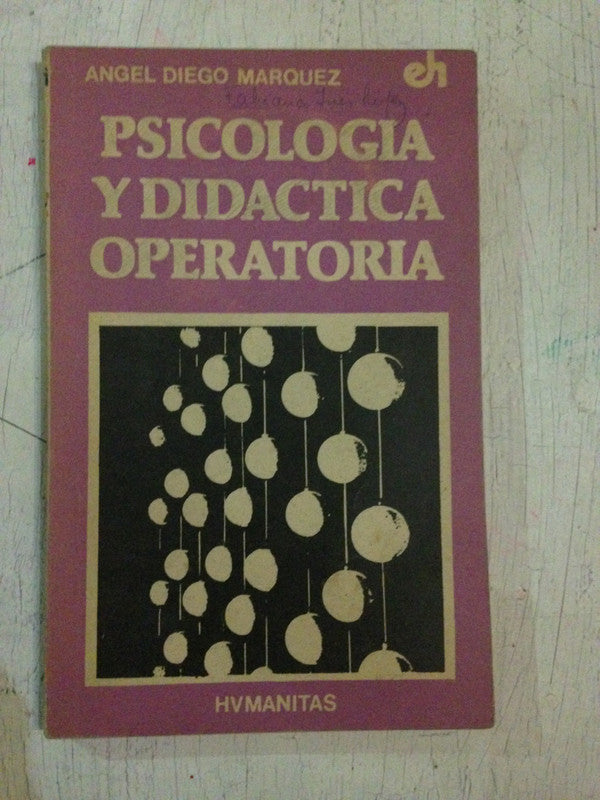 ANGEL DIEGO MARQUEZ
eh
PSICOLOGIA
Y DIDACTICA
OPERATORIA
HVMANITAS